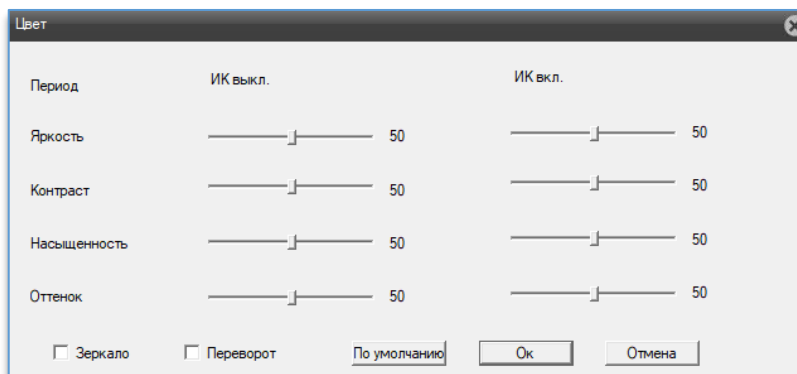 Цвет
Период ИК выкл. ИК вкл.
Яркость 50 50
Контраст 50 50
Насыщенность 50 50
Оттенок 50 50
Зеркало Переворот По умолчанию Ок Отмена